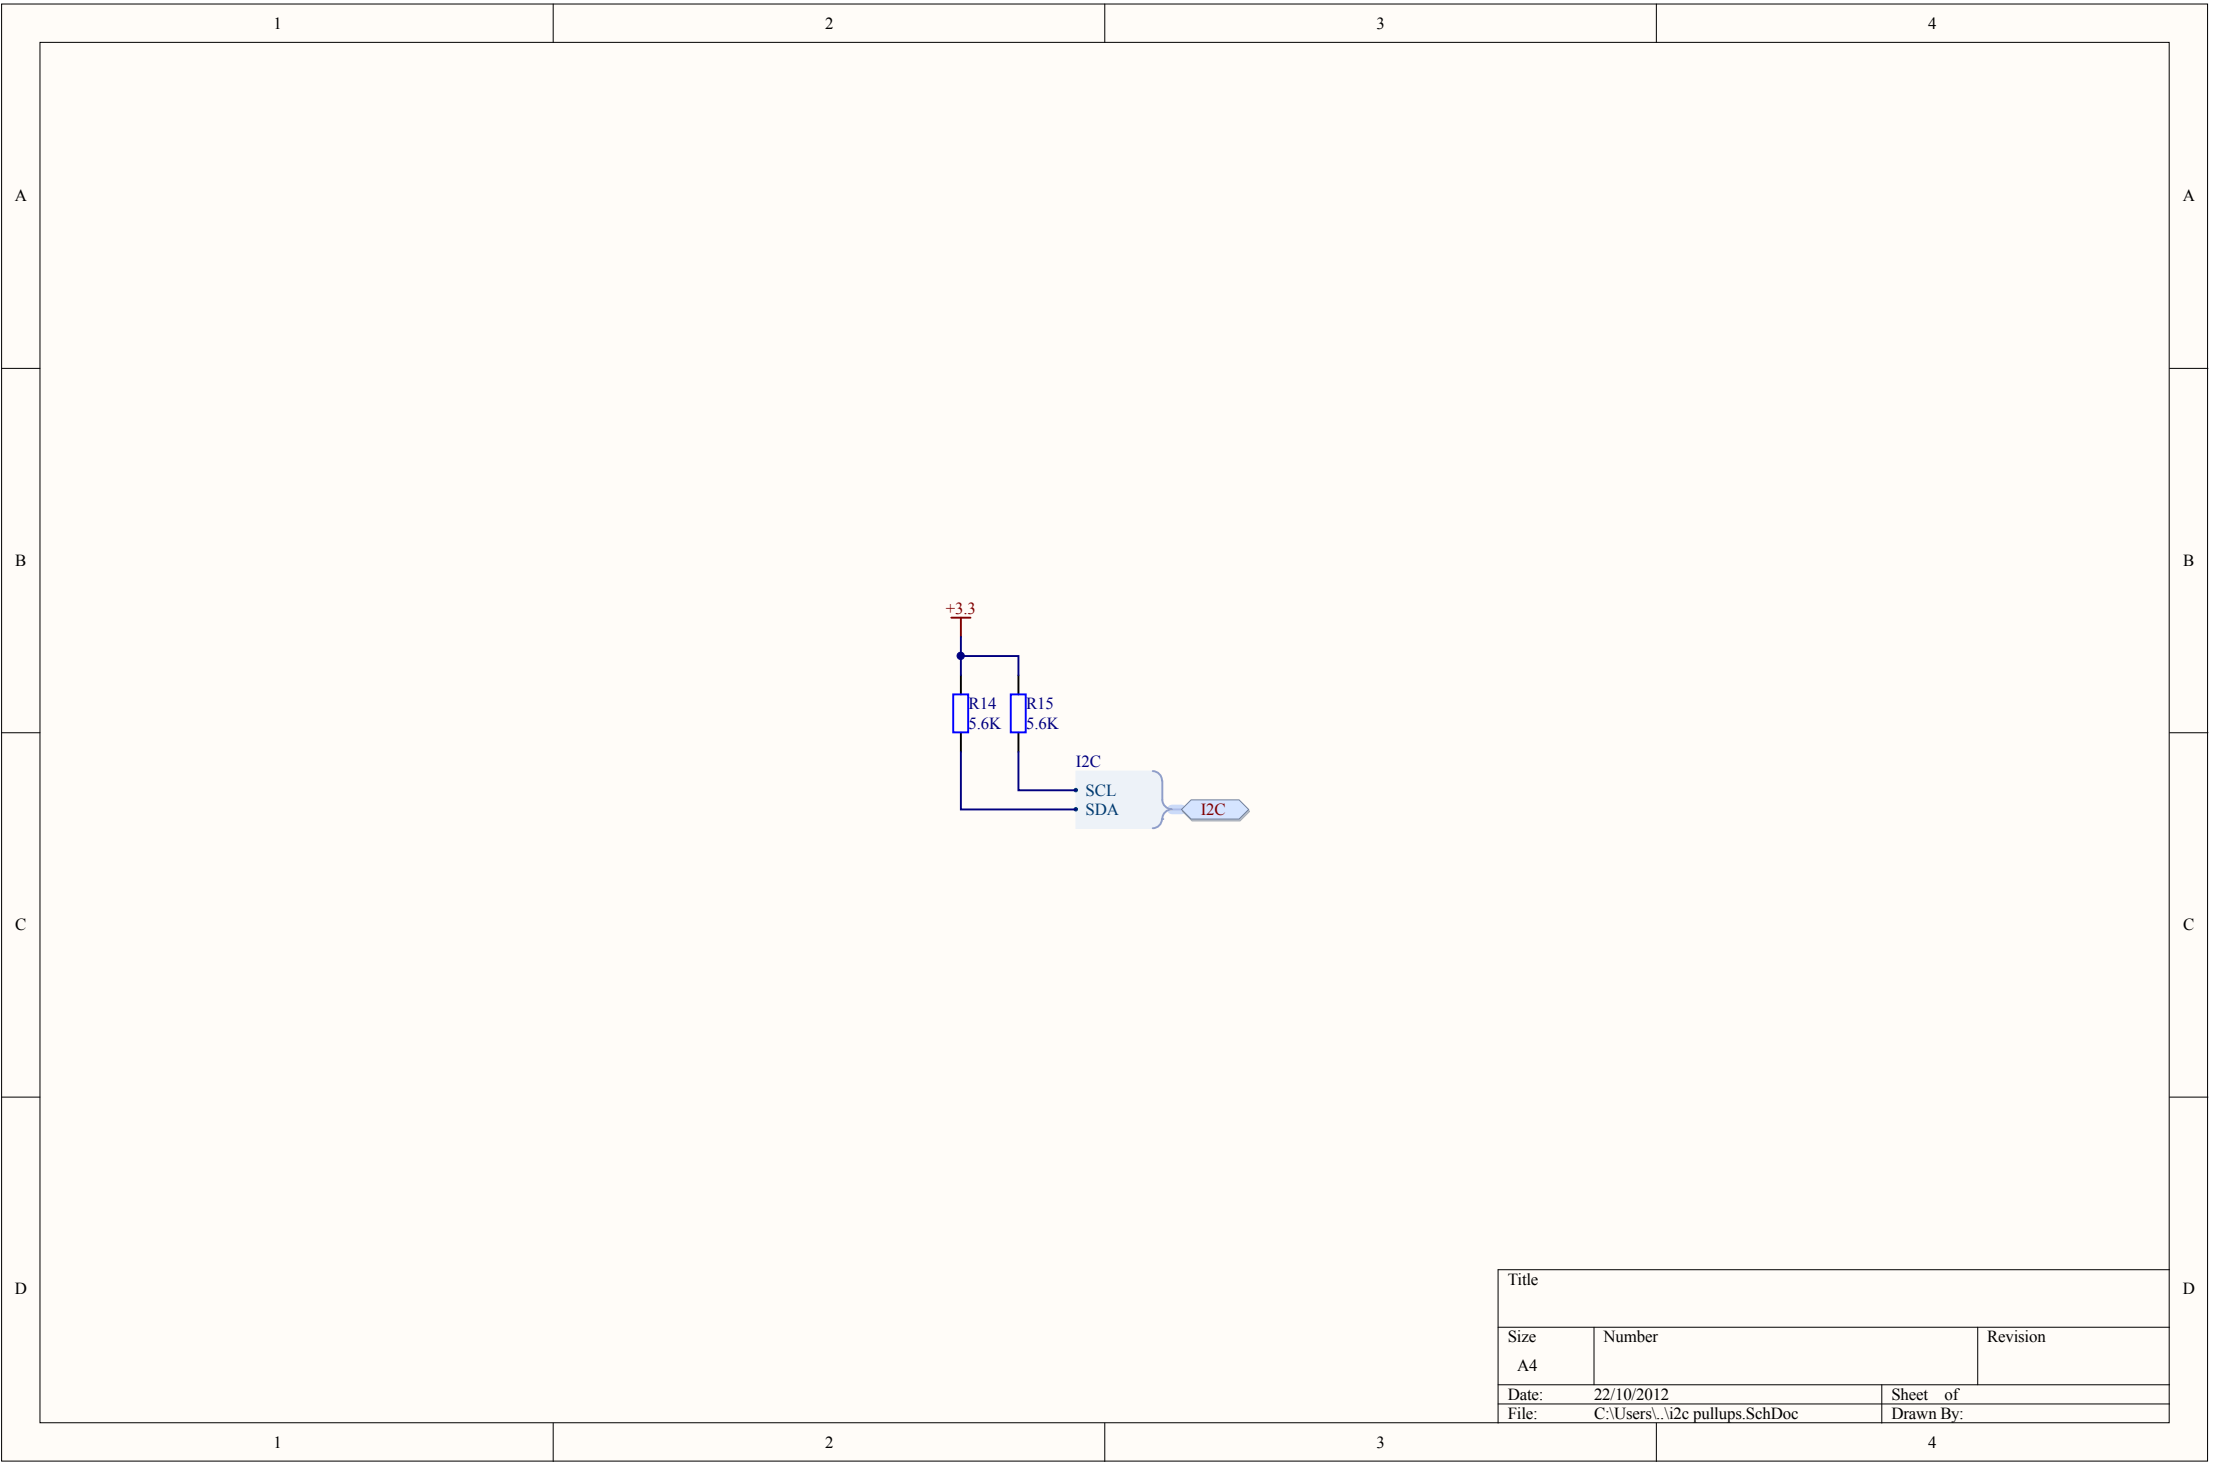 1 2 3 4
A A
B B
+3.3
R14 R15
5.6K 5.6K
I2C
SCL
SDA I2C
C C
D D
Title
Size Number Revision
A4
Date: 22/10/2012 Sheet of
File: C:\Users\..\i2c pullups.SchDoc Drawn By:
1 2 3 4